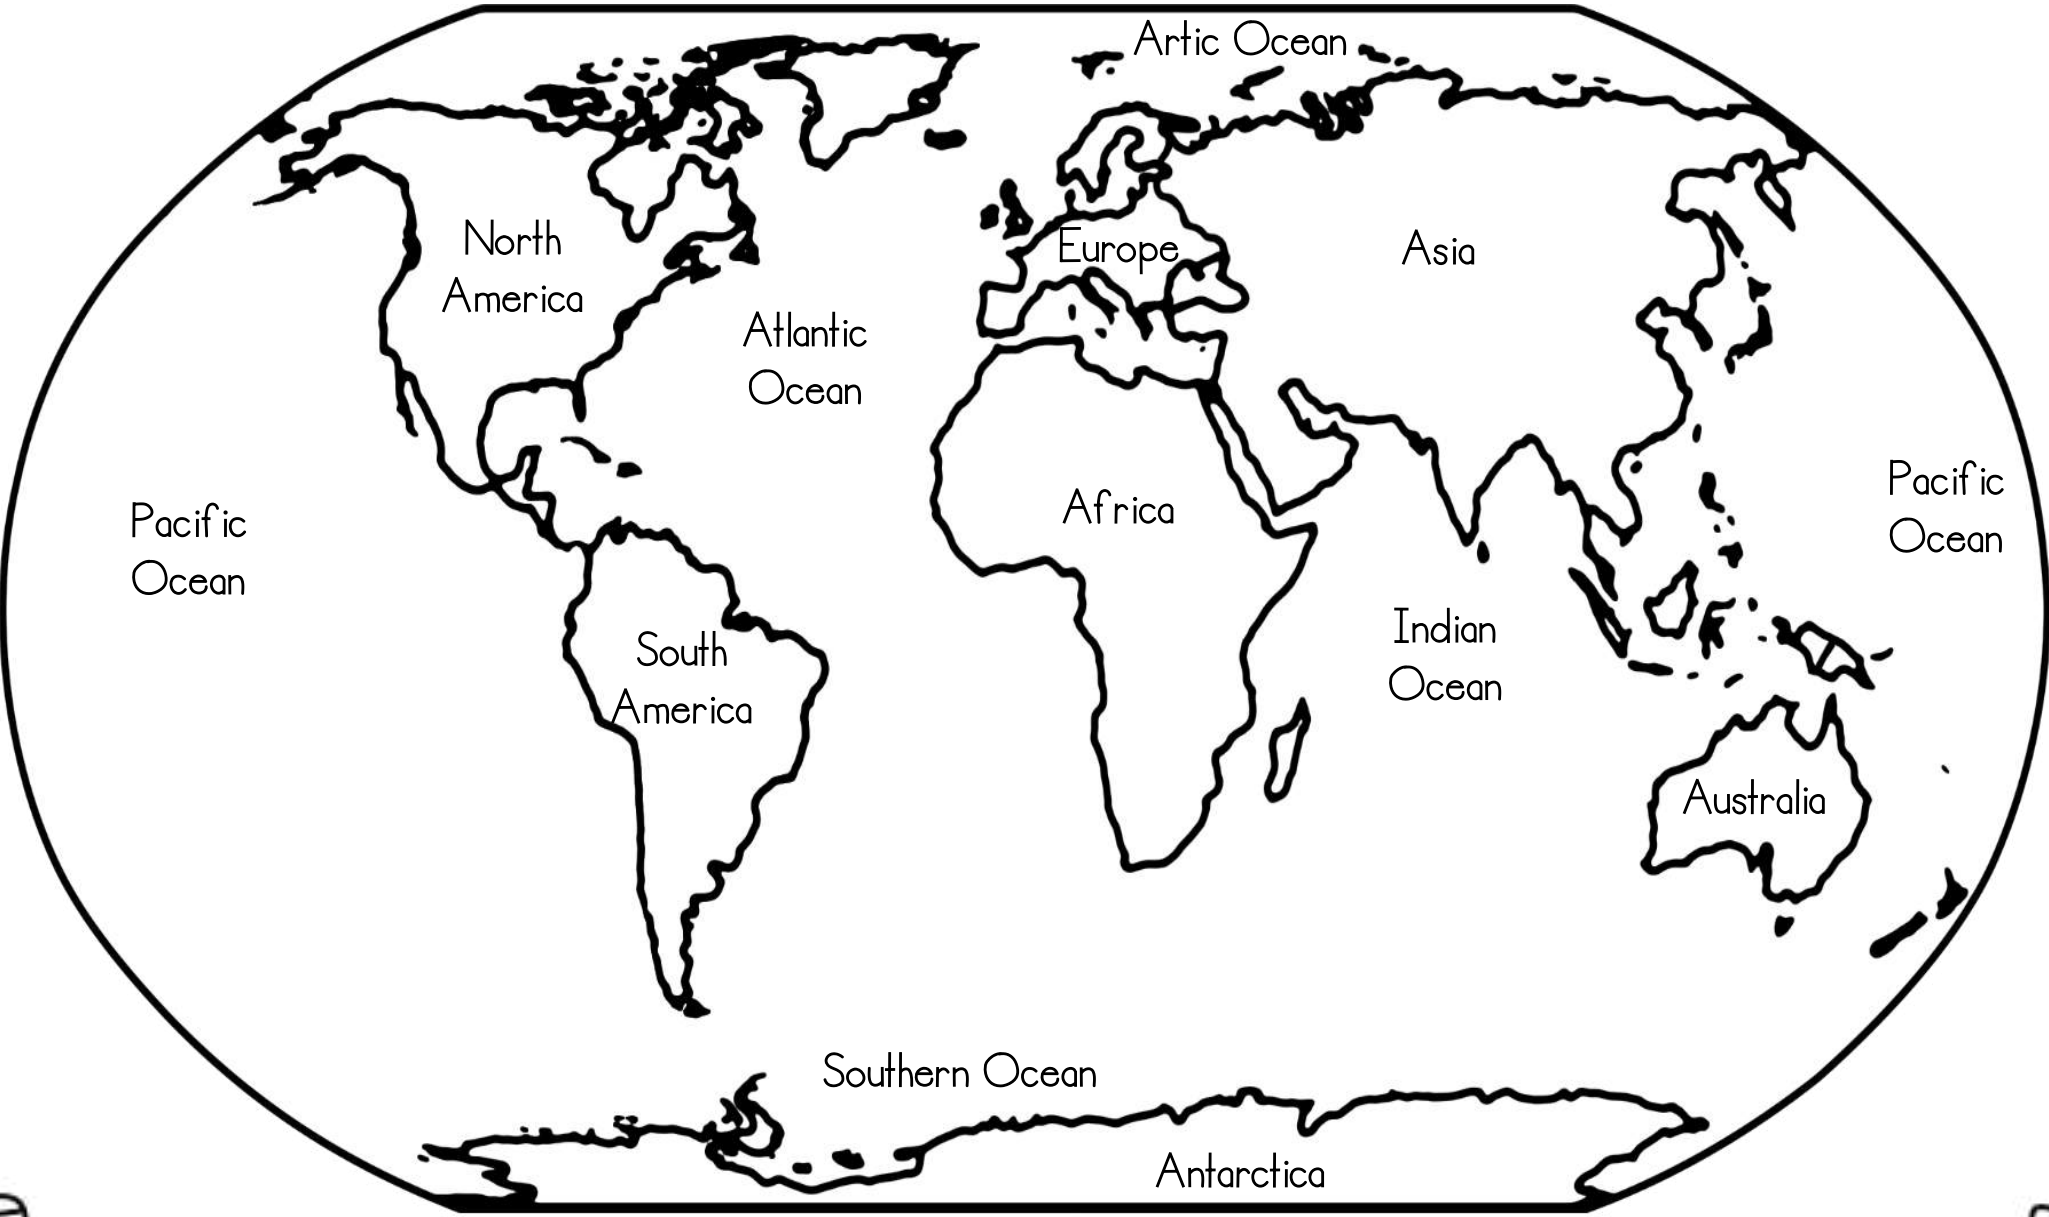 Artic Ocean
North
America
Europe
Asia
Atlantic
Ocean
Pacific
Ocean
Africa
Pacific
Ocean
South
America
Indian
Ocean
Australia
Southern Ocean
Antarctica